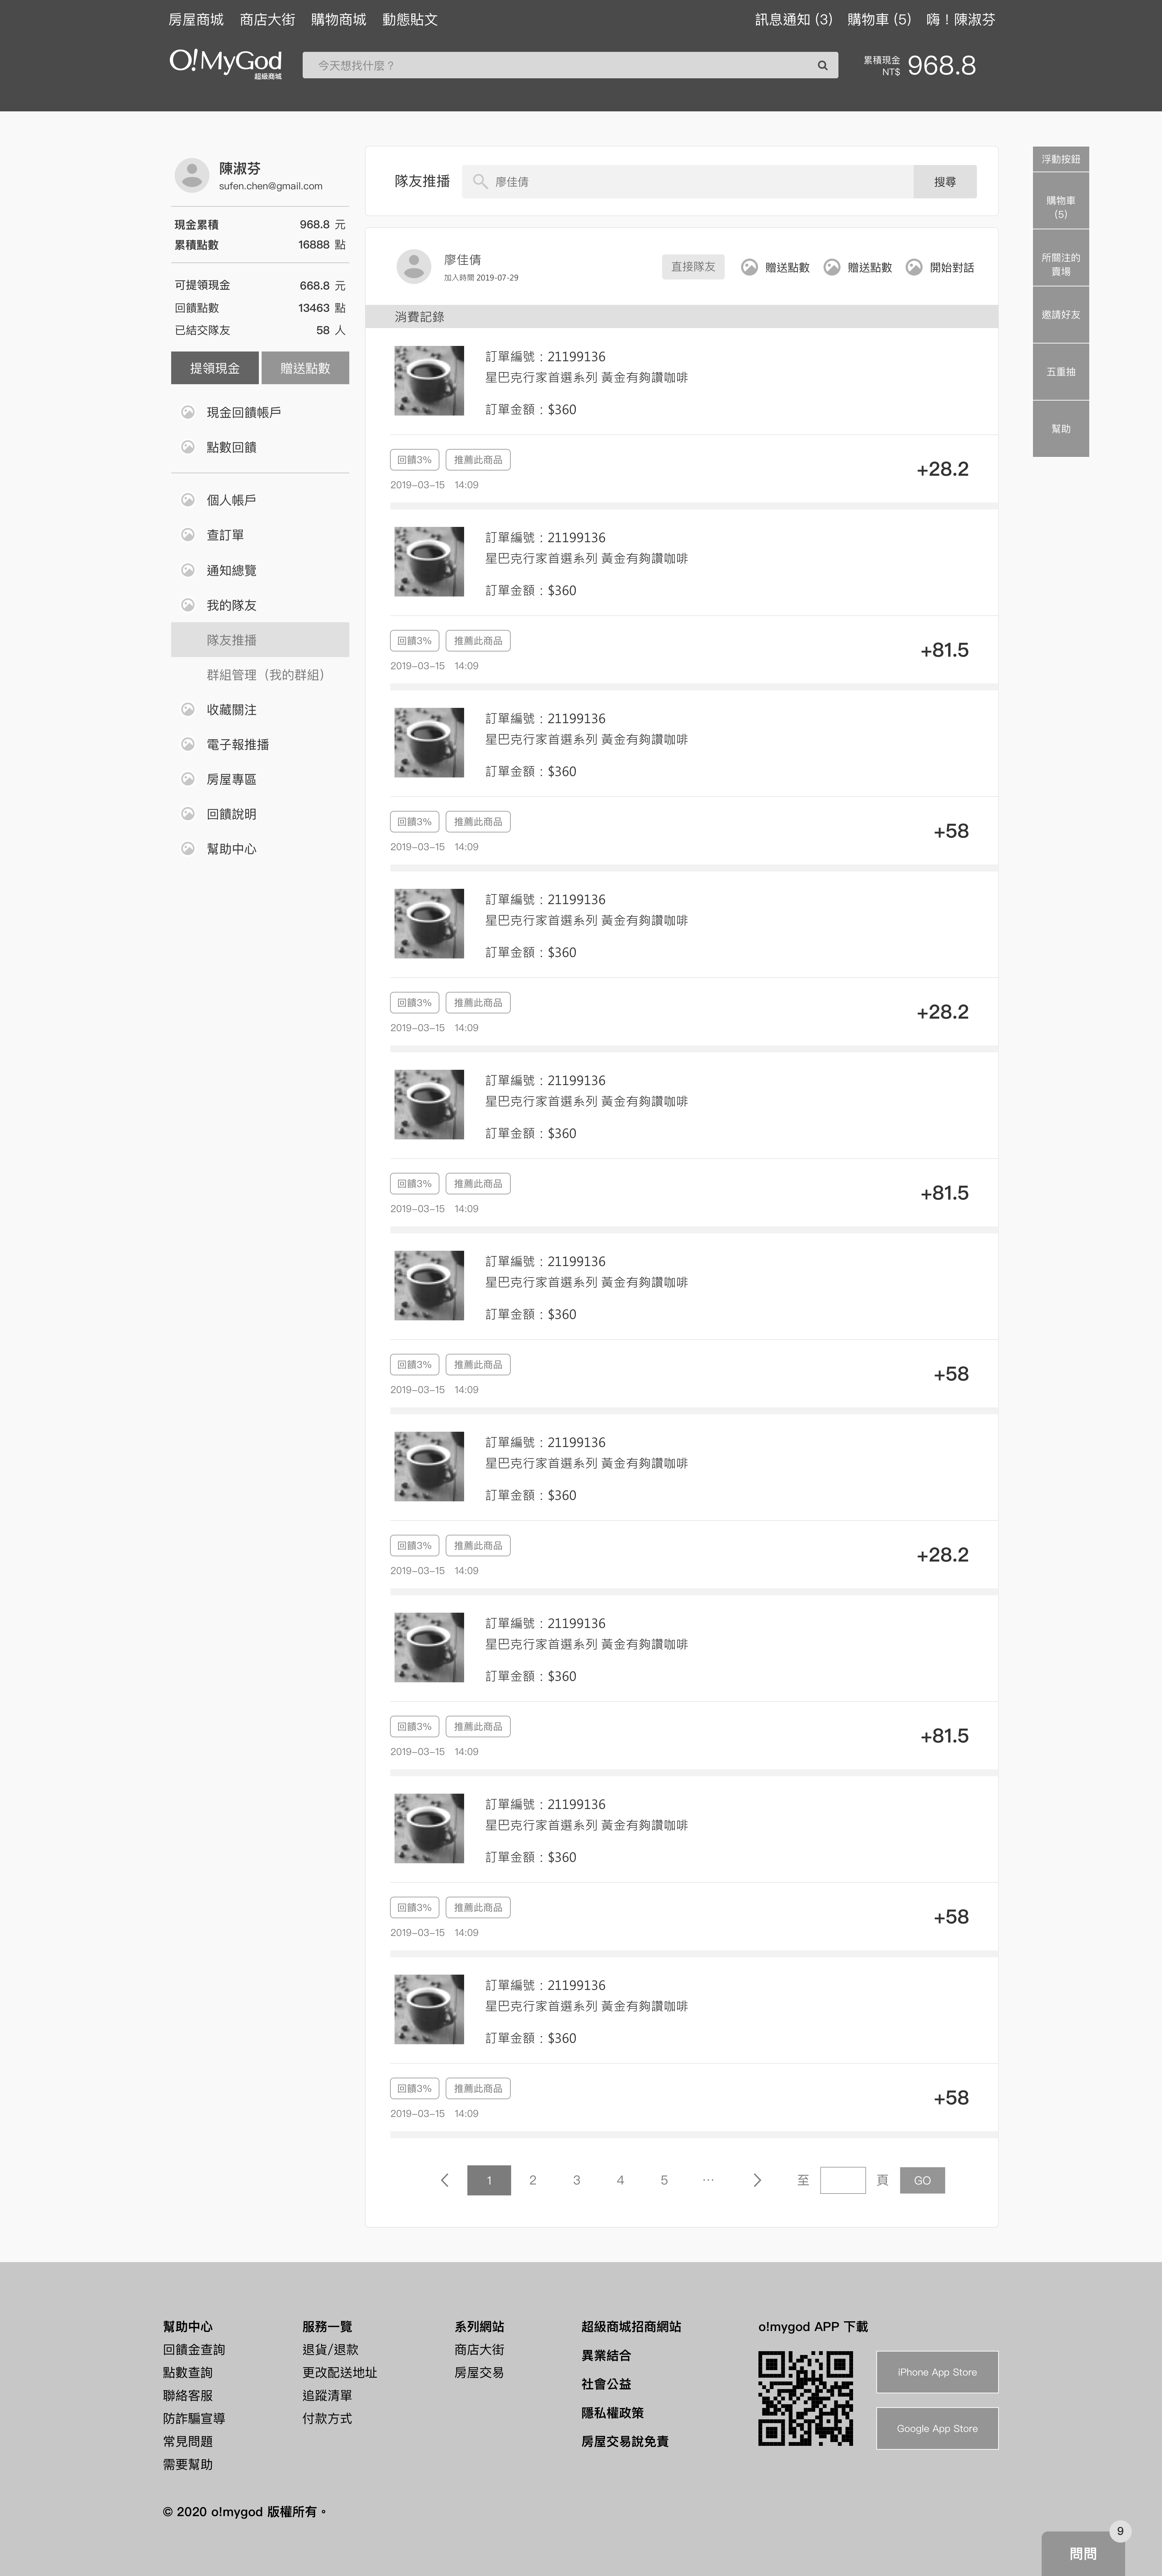 房屋商城 商店大街 購物商城 動態貼文 訊息通知 (3) 購物車 (5) 嗨！陳淑芬
O!MyGod
超級商城
今天想找什麼？
累積現金
NT$ 968.8
陳淑芬
sufen.chen@gmail.com
現金累積 968.8 元
累積點數 16888 點
可提領現金 668.8 元
回饋點數 13463 點
已結交隊友 58 人
提領現金 贈送點數
現金回饋帳戶
點數回饋
個人帳戶
查訂單
通知總覽
我的隊友
隊友推播
群組管理（我的群組）
收藏關注
電子報推播
房屋專區
回饋說明
幫助中心
隊友推播 廖佳倩 搜尋
廖佳倩
加入時間 2019-07-29
直接隊友 贈送點數 贈送點數 開始對話
消費記錄
訂單編號：21199136
星巴克行家首選系列 黃金有夠讚咖啡
訂單金額：$360
回饋3% 推薦此商品
2019-03-15 14:09
+28.2
訂單編號：21199136
星巴克行家首選系列 黃金有夠讚咖啡
訂單金額：$360
回饋3% 推薦此商品
2019-03-15 14:09
+81.5
訂單編號：21199136
星巴克行家首選系列 黃金有夠讚咖啡
訂單金額：$360
回饋3% 推薦此商品
2019-03-15 14:09
+58
訂單編號：21199136
星巴克行家首選系列 黃金有夠讚咖啡
訂單金額：$360
回饋3% 推薦此商品
2019-03-15 14:09
+28.2
訂單編號：21199136
星巴克行家首選系列 黃金有夠讚咖啡
訂單金額：$360
回饋3% 推薦此商品
2019-03-15 14:09
+81.5
訂單編號：21199136
星巴克行家首選系列 黃金有夠讚咖啡
訂單金額：$360
回饋3% 推薦此商品
2019-03-15 14:09
+58
訂單編號：21199136
星巴克行家首選系列 黃金有夠讚咖啡
訂單金額：$360
回饋3% 推薦此商品
2019-03-15 14:09
+28.2
訂單編號：21199136
星巴克行家首選系列 黃金有夠讚咖啡
訂單金額：$360
回饋3% 推薦此商品
2019-03-15 14:09
+81.5
訂單編號：21199136
星巴克行家首選系列 黃金有夠讚咖啡
訂單金額：$360
回饋3% 推薦此商品
2019-03-15 14:09
+58
訂單編號：21199136
星巴克行家首選系列 黃金有夠讚咖啡
訂單金額：$360
回饋3% 推薦此商品
2019-03-15 14:09
+58
1 2 3 4 5 ... 至 頁 GO
浮動按鈕
購物車
(5)
所關注的
賣場
邀請好友
五重抽
幫助
幫助中心
回饋金查詢
點數查詢
聯絡客服
防詐騙宣導
常見問題
需要幫助
服務一覽
退貨/退款
更改配送地址
追蹤清單
付款方式
系列網站
商店大街
房屋交易
超級商城招商網站
異業結合
社會公益
隱私權政策
房屋交易說免責
o!mygod APP 下載
iPhone App Store
Google App Store
© 2020 o!mygod 版權所有。
9
問問